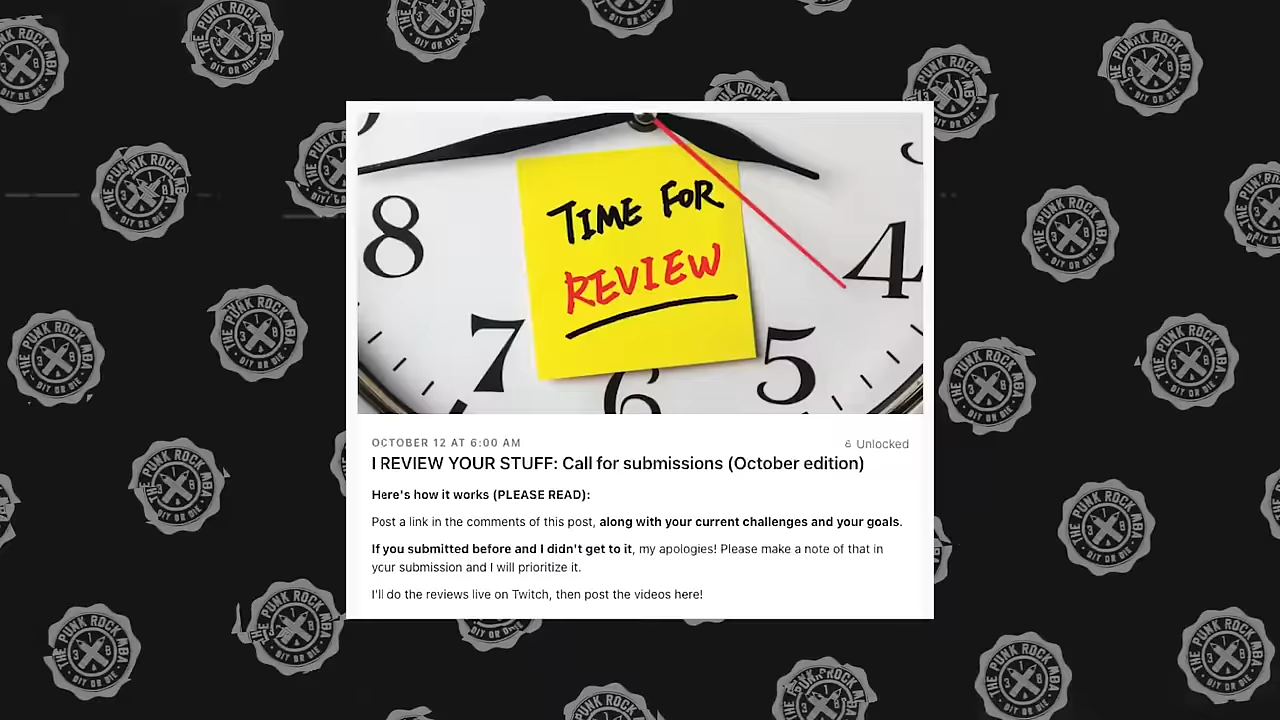 THE PUNK ROCK MBA
DIY OR DIE
8
7
6
5
4
TIME FOR
REVIEW
OCTOBER 12 AT 6:00 AM
Unlocked
I REVIEW YOUR STUFF: Call for submissions (October edition)
Here's how it works (PLEASE READ):
Post a link in the comments of this post, along with your current challenges and your goals.
If you submitted before and I didn't get to it, my apologies! Please make a note of that in
your submission and I will prioritize it.
I'll do the reviews live on Twitch, then post the videos here!